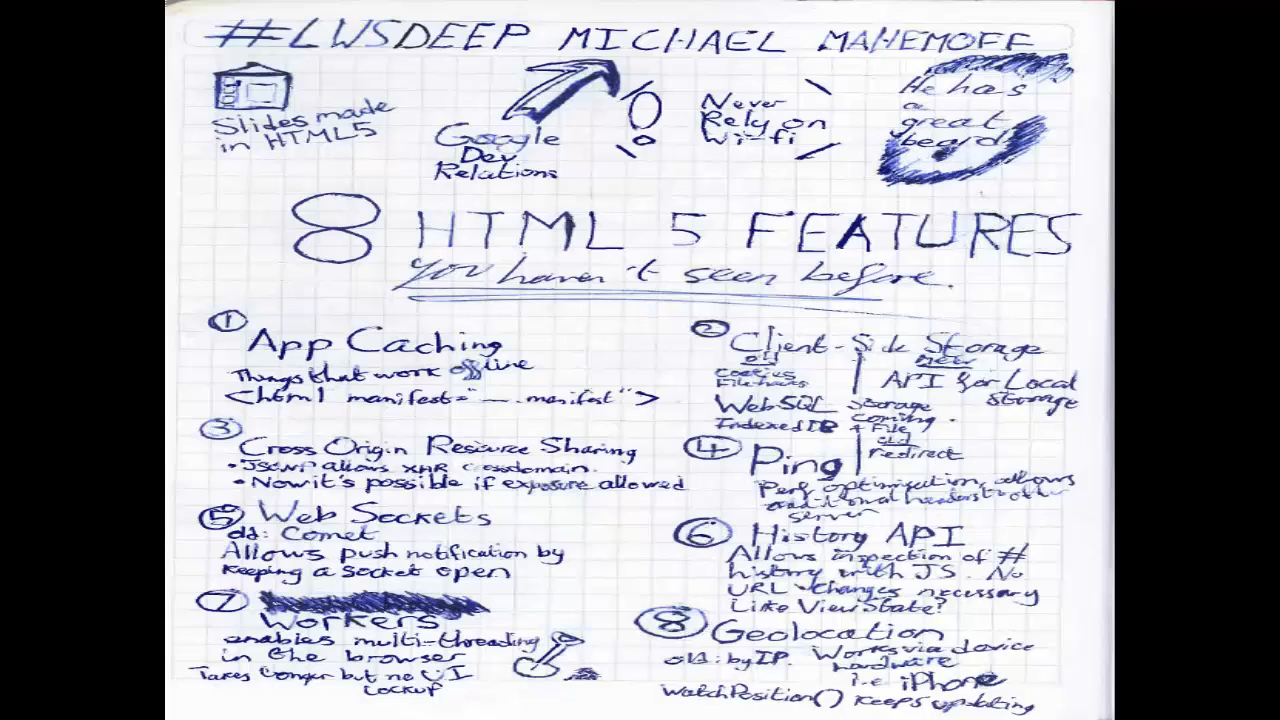 #LWSDEEP MICHAEL MAHEMOFF
Slides made
in HTML5
Google
Dev
Relations
!
Never
Rely on
Wi-fi
He has
a
great
beard
8 HTML 5 FEATURES
you haven't seen before.
① App Caching
Things that work offline
<html manifest="__.manifest">
② Client-Side Storage
old
Cookies
new
API for Local
Storage
WebSQL Storage
IndexedDB + File
coming.
③ Cross Origin Resource Sharing
• JSONP allows XHR crossdomain.
• Now it's possible if exposure allowed
④ Ping
old
redirect
Perf optimisation, allows
additional headers to other
server
⑤ Web Sockets
old: Comet
Allows push notification by
keeping a socket open
⑥ History API
Allows inspection of #
history with JS. No
URL changes necessary
Like ViewState?
⑦ Workers
enables multi-threading
in the browser
Takes longer but no UI
Lockup
⑧ Geolocation
old: by IP. Works via device
hardware
i.e iPhone
watchPosition() keeps updating